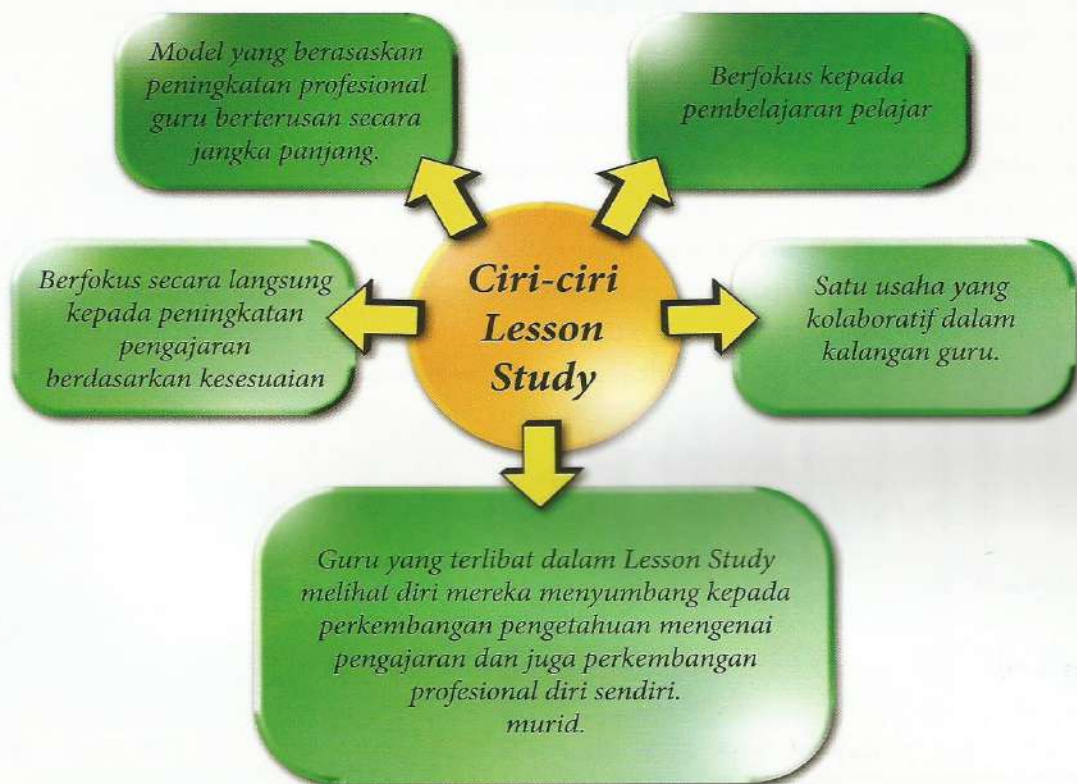 Model yang berasaskan
peningkatan profesional
guru berterusan secara
jangka panjang.
Berfokus kepada
pembelajaran pelajar
Berfokus secara langsung
kepada peningkatan
pengajaran
berdasarkan kesesuaian
Ciri-ciri
Lesson
Study
Satu usaha yang
kolaboratif dalam
kalangan guru.
Guru yang terlibat dalam Lesson Study
melihat diri mereka menyumbang kepada
perkembangan pengetahuan mengenai
pengajaran dan juga perkembangan
profesional diri sendiri.
murid.